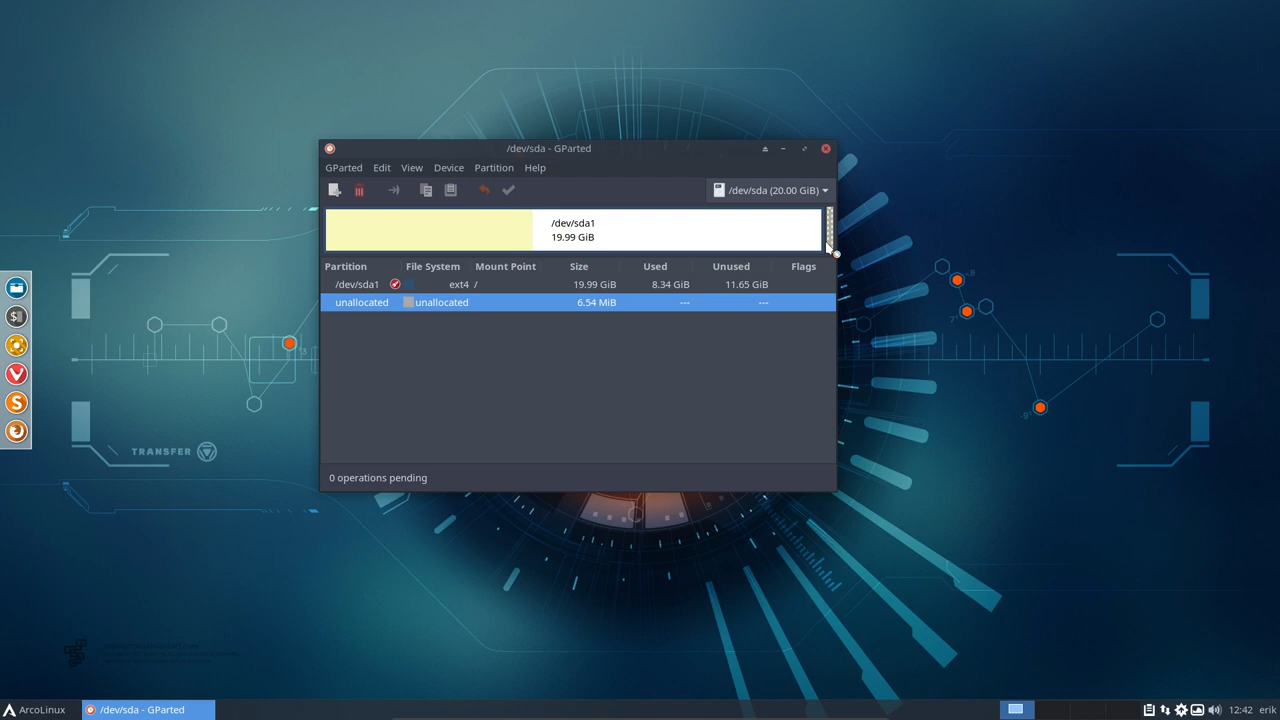 /dev/sda - GParted
GParted Edit View Device Partition Help
/dev/sda (20.00 GiB)
/dev/sda1
19.99 GiB
Partition File System Mount Point Size Used Unused Flags
/dev/sda1 ext4 / 19.99 GiB 8.34 GiB 11.65 GiB
unallocated unallocated 6.54 MiB --- ---
0 operations pending
TRANSFER
ArcoLinux
/dev/sda - GParted
12:42 erik